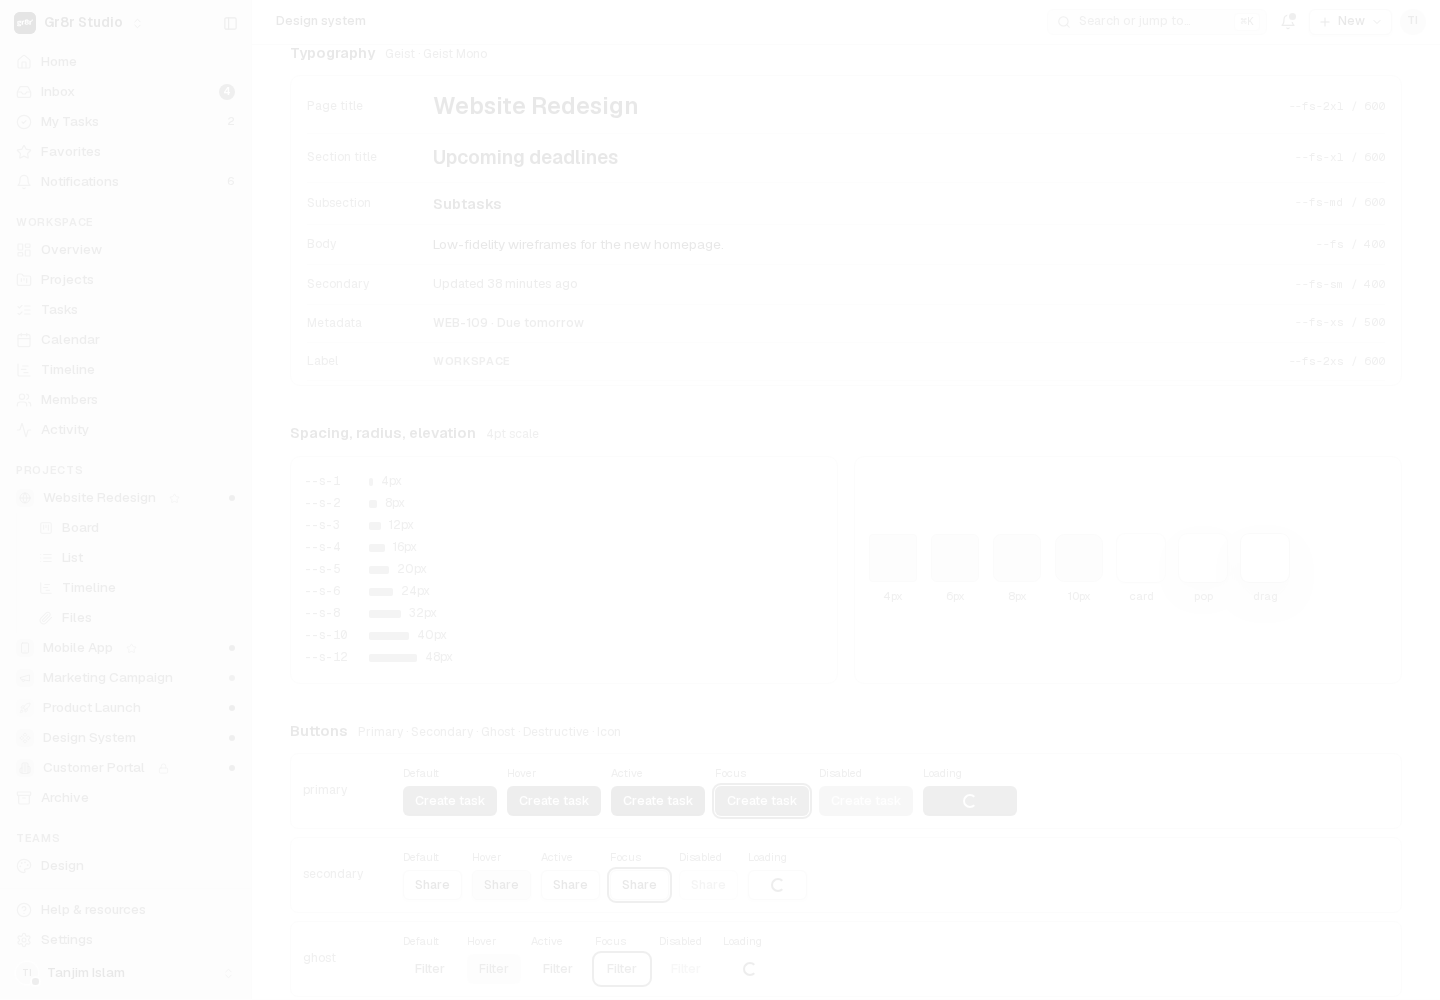 gr8r Gr8r Studio
Home
Inbox 4
My Tasks 2
Favorites
Notifications 6
WORKSPACE
Overview
Projects
Tasks
Calendar
Timeline
Members
Activity
PROJECTS
Website Redesign
Board
List
Timeline
Files
Mobile App
Marketing Campaign
Product Launch
Design System
Customer Portal
Archive
TEAMS
Design
Help & resources
Settings
TI Tanjim Islam
Design system
Search or jump to... ⌘K
New
TI
Typography Geist · Geist Mono
Page title Website Redesign --fs-2xl / 600
Section title Upcoming deadlines --fs-xl / 600
Subsection Subtasks --fs-md / 600
Body Low-fidelity wireframes for the new homepage. --fs / 400
Secondary Updated 38 minutes ago --fs-sm / 400
Metadata WEB-109 · Due tomorrow --fs-xs / 500
Label WORKSPACE --fs-2xs / 600
Spacing, radius, elevation 4pt scale
--s-1 4px
--s-2 8px
--s-3 12px
--s-4 16px
--s-5 20px
--s-6 24px
--s-8 32px
--s-10 40px
--s-12 48px
4px 6px 8px 10px card pop drag
Buttons Primary · Secondary · Ghost · Destructive · Icon
Default Hover Active Focus Disabled Loading
primary Create task Create task Create task Create task Create task
Default Hover Active Focus Disabled Loading
secondary Share Share Share Share Share
Default Hover Active Focus Disabled Loading
ghost Filter Filter Filter Filter Filter